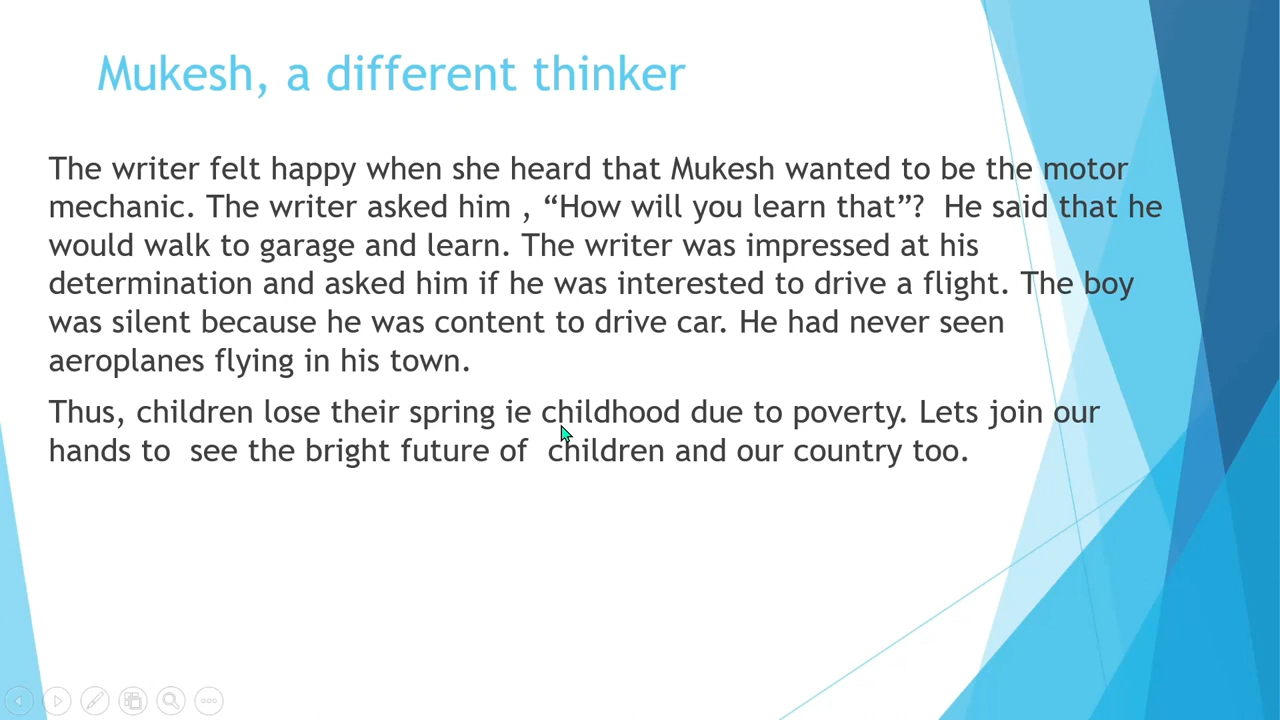 Mukesh, a different thinker
The writer felt happy when she heard that Mukesh wanted to be the motor
mechanic. The writer asked him , “How will you learn that”?  He said that he
would walk to garage and learn. The writer was impressed at his
determination and asked him if he was interested to drive a flight. The boy
was silent because he was content to drive car. He had never seen
aeroplanes flying in his town.
Thus, children lose their spring ie childhood due to poverty. Lets join our
hands to  see the bright future of  children and our country too.